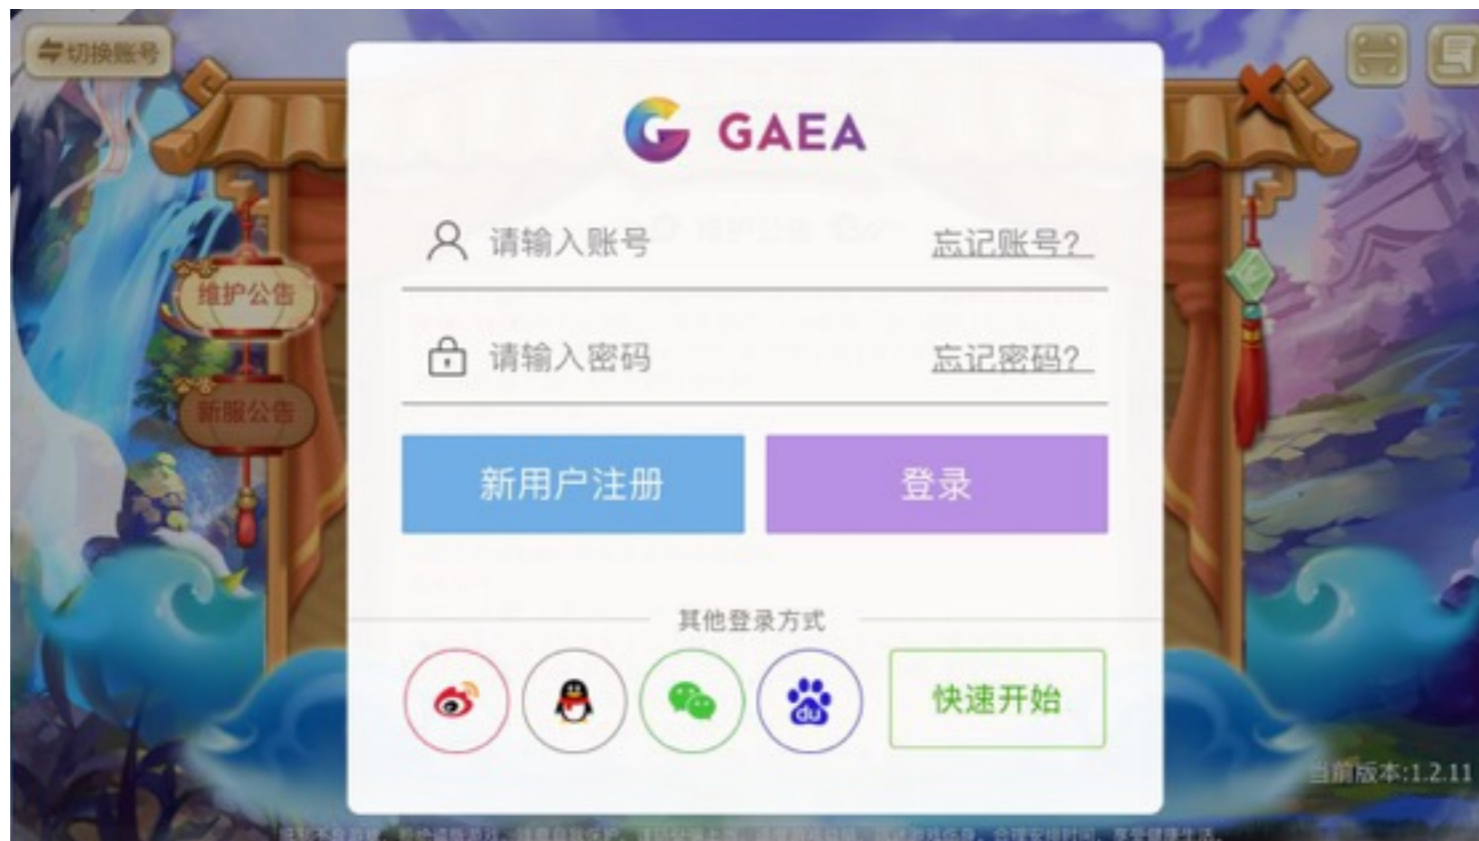 切换账号
GAEA
请输入账号 忘记账号?
维护公告
请输入密码 忘记密码?
新服公告
新用户注册 登录
其他登录方式
du 快速开始
当前版本:1.2.11